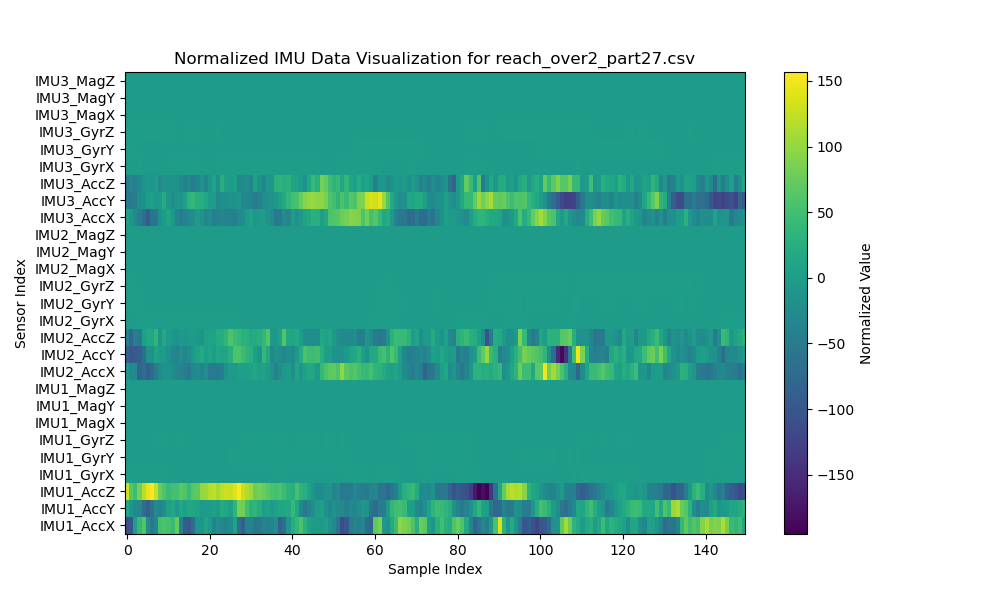 Normalized IMU Data Visualization for reach_over2_part27.csv
IMU3_MagZ
IMU3_MagY
IMU3_MagX
IMU3_GyrZ
IMU3_GyrY
IMU3_GyrX
IMU3_AccZ
IMU3_AccY
IMU3_AccX
IMU2_MagZ
IMU2_MagY
IMU2_MagX
IMU2_GyrZ
IMU2_GyrY
IMU2_GyrX
IMU2_AccZ
IMU2_AccY
IMU2_AccX
IMU1_MagZ
IMU1_MagY
IMU1_MagX
IMU1_GyrZ
IMU1_GyrY
IMU1_GyrX
IMU1_AccZ
IMU1_AccY
IMU1_AccX
Sensor Index
0 20 40 60 80 100 120 140
Sample Index
150
100
50
0
−50
−100
−150
Normalized Value